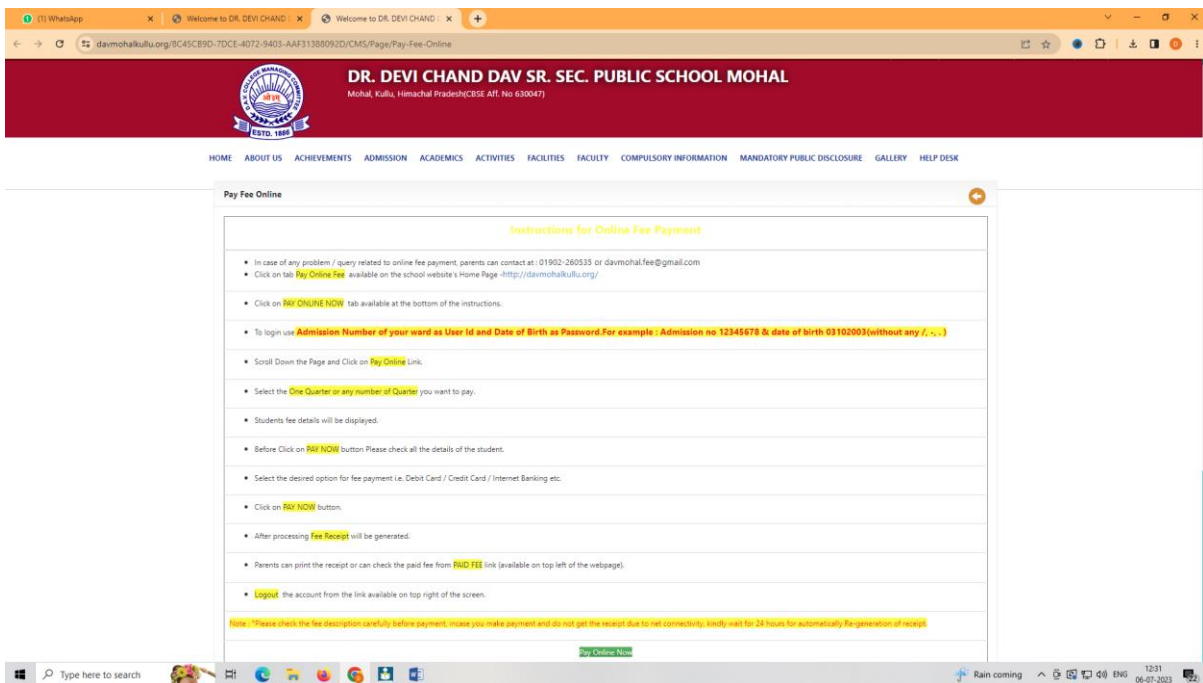 (1) WhatsApp
Welcome to DR. DEVI CHAND
Welcome to DR. DEVI CHAND
davmohalkullu.org/8C45CB9D-7DCE-4072-9403-AAF31388092D/CMS/Page/Pay-Fee-Online
COLLEGE MANAGING COMMITTEE
ओ३म्
ESTD. 1886
DR. DEVI CHAND DAV SR. SEC. PUBLIC SCHOOL MOHAL
Mohal, Kullu, Himachal Pradesh(CBSE Aff. No 630047)
HOME ABOUT US ACHIEVEMENTS ADMISSION ACADEMICS ACTIVITIES FACILITIES FACULTY COMPULSORY INFORMATION MANDATORY PUBLIC DISCLOSURE GALLERY HELP DESK
Pay Fee Online
Instructions for Online Fee Payment
In case of any problem / query related to online fee payment, parents can contact at : 01902-260535 or davmohal.fee@gmail.com
Click on tab Pay Online Fee available on the school website's Home Page -http://davmohalkullu.org/
Click on PAY ONLINE NOW tab available at the bottom of the instructions.
To login use Admission Number of your ward as User Id and Date of Birth as Password.For example : Admission no 12345678 & date of birth 03102003(without any /, -, . )
Scroll Down the Page and Click on Pay Online Link.
Select the One Quarter or any number of Quarter you want to pay.
Students fee details will be displayed.
Before Click on PAY NOW button Please check all the details of the student.
Select the desired option for fee payment i.e. Debit Card / Credit Card / Internet Banking etc.
Click on PAY NOW button.
After processing Fee Receipt will be generated.
Parents can print the receipt or can check the paid fee from PAID FEE link (available on top left of the webpage).
Logout the account from the link available on top right of the screen.
Note : *Please check the fee description carefully before payment, incase you make payment and do not get the receipt due to net connectivity, kindly wait for 24 hours for automatically Re-generation of receipt.
Pay Online Now
Type here to search
Rain coming
ENG
12:31
06-07-2023